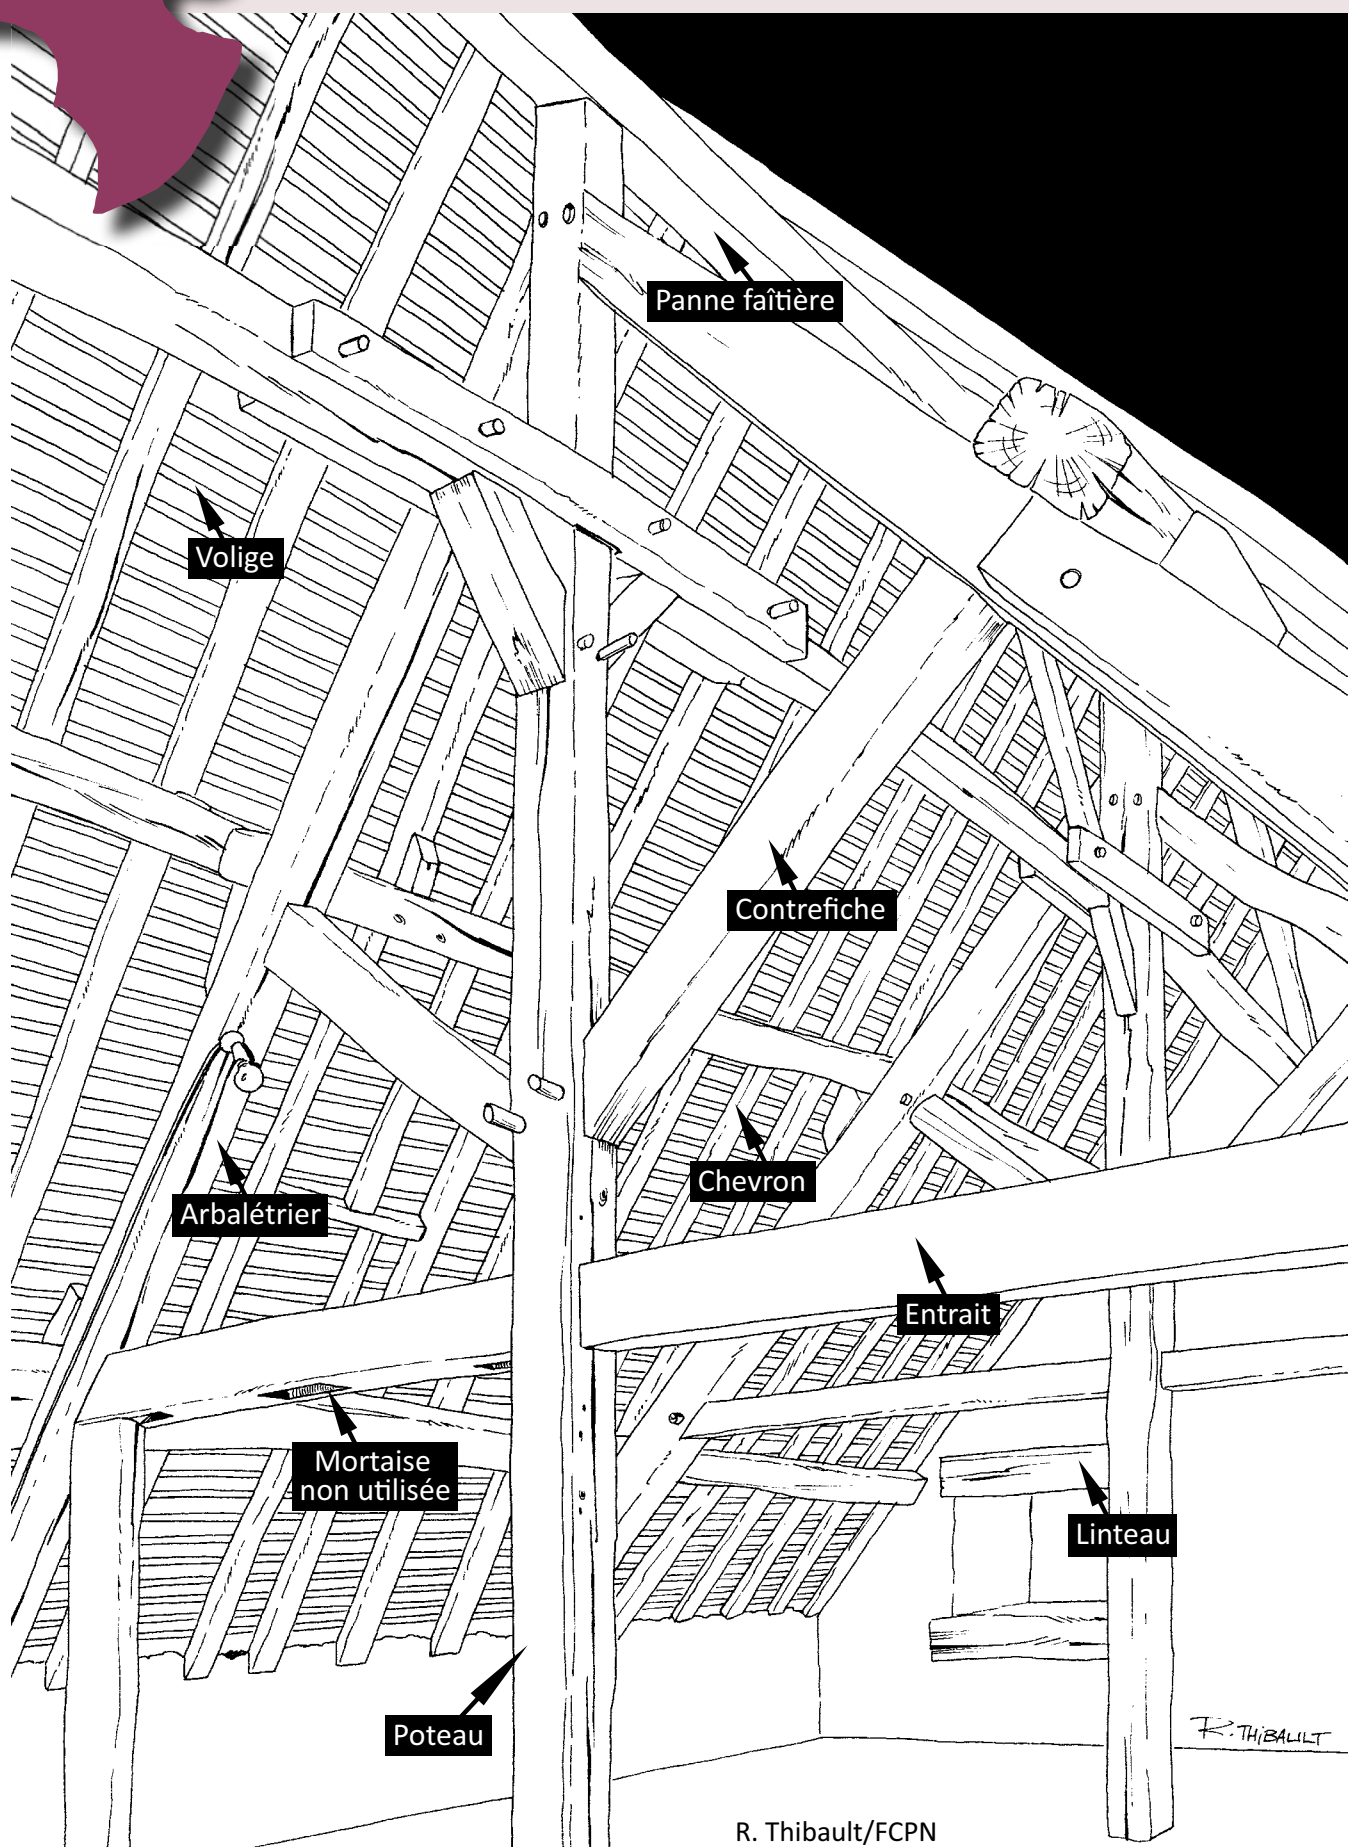 Panne faîtière
Volige
Contrefiche
Chevron
Arbalétrier
Entrait
Mortaise
non utilisée
Linteau
Poteau
R. THIBAULT
R. Thibault/FCPN